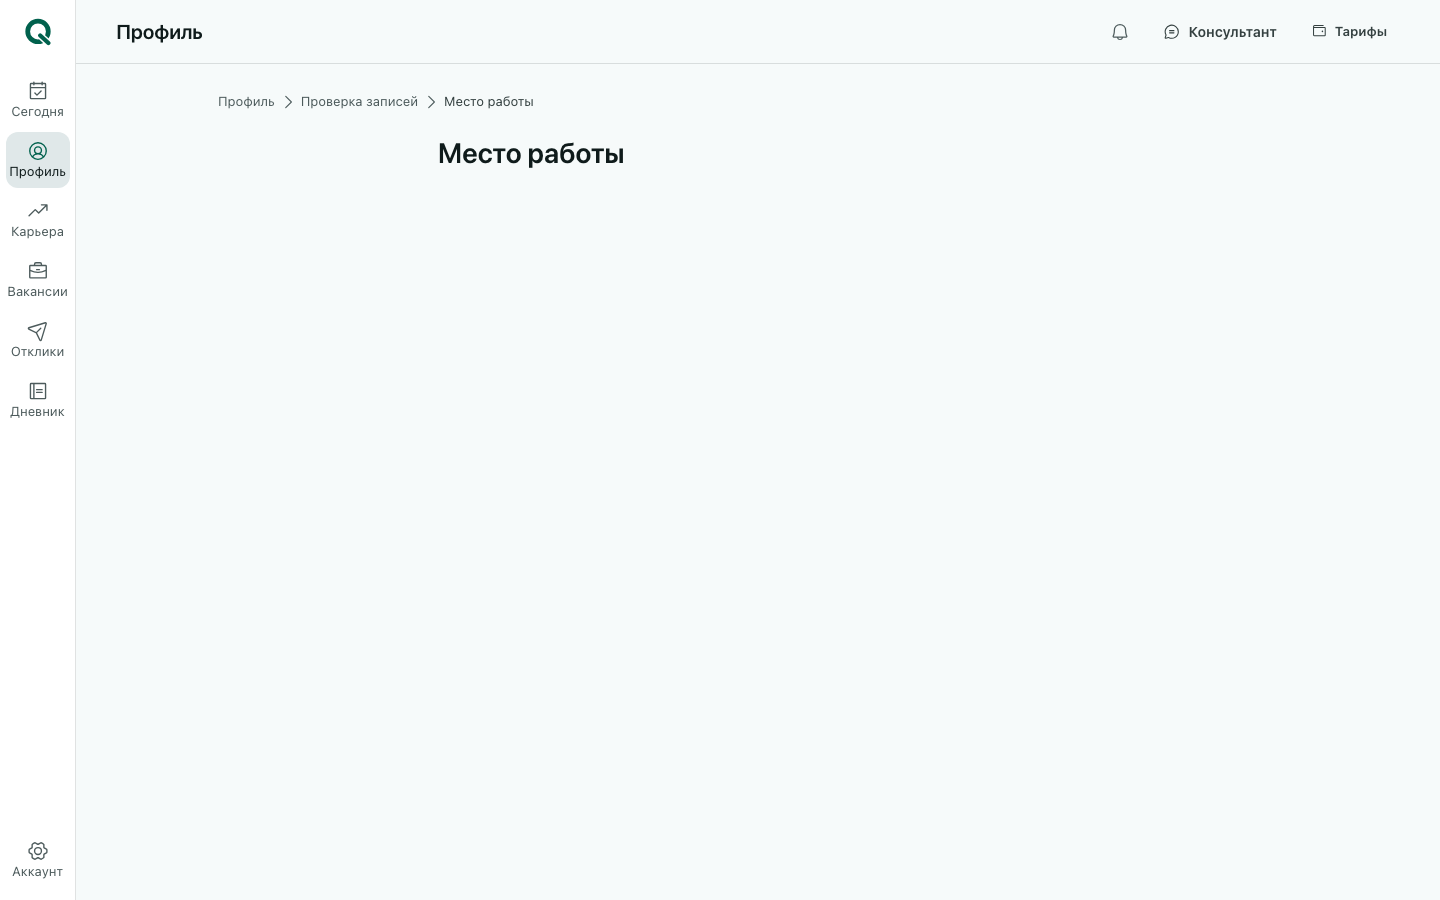 Профиль
Консультант
Тарифы
Сегодня
Профиль
Карьера
Вакансии
Отклики
Дневник
Аккаунт
Профиль
Проверка записей
Место работы
Место работы